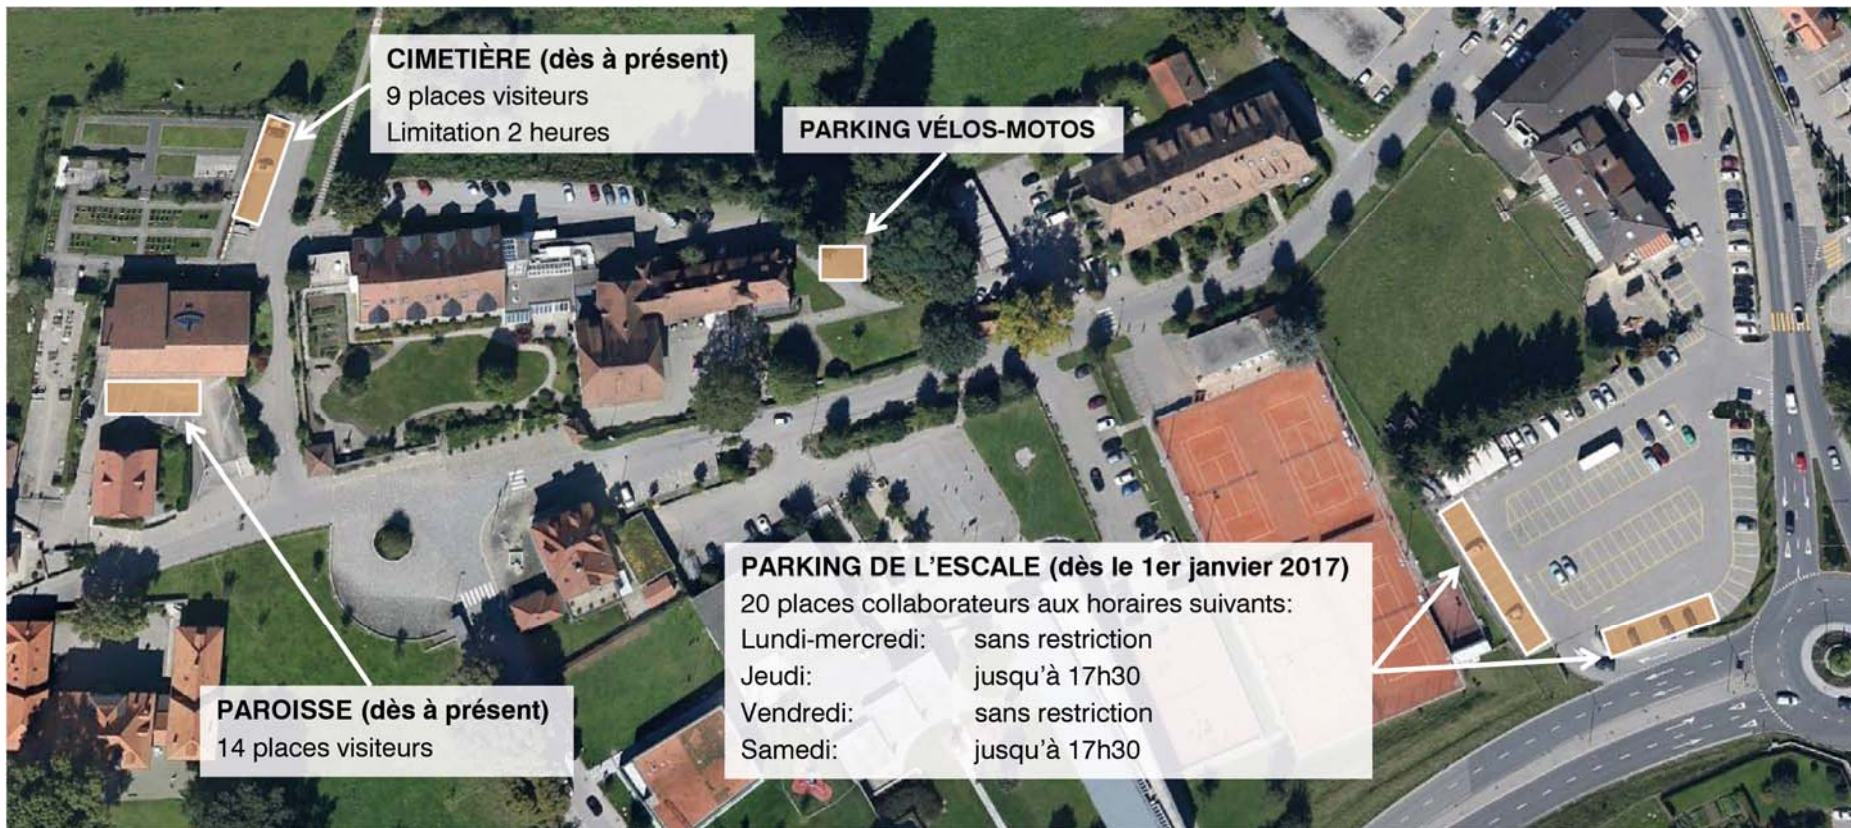 CIMETIÈRE (dès à présent)
9 places visiteurs
Limitation 2 heures
PARKING VÉLOS-MOTOS
PARKING DE L'ESCALE (dès le 1er janvier 2017)
20 places collaborateurs aux horaires suivants:
Lundi-mercredi: sans restriction
Jeudi: jusqu'à 17h30
Vendredi: sans restriction
Samedi: jusqu'à 17h30
PAROISSE (dès à présent)
14 places visiteurs